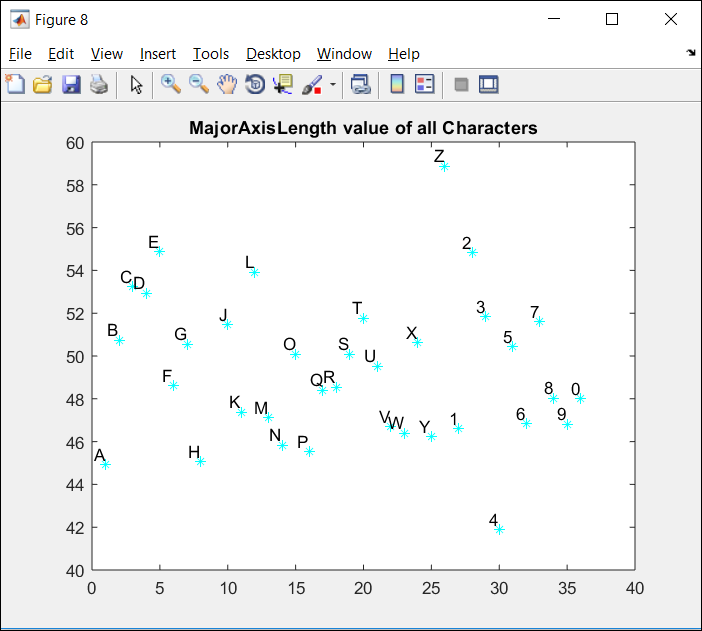 Figure 8
File Edit View Insert Tools Desktop Window Help
MajorAxisLength value of all Characters
60
Z
58
56
E
2
54
L
C D
52
T
3
7
J
B
G
O
S
X
5
50
U
Q R
F
48
8
0
K
M
V W
Y
1
6
9
46
N
P
A
H
44
42
4
40
0 5 10 15 20 25 30 35 40